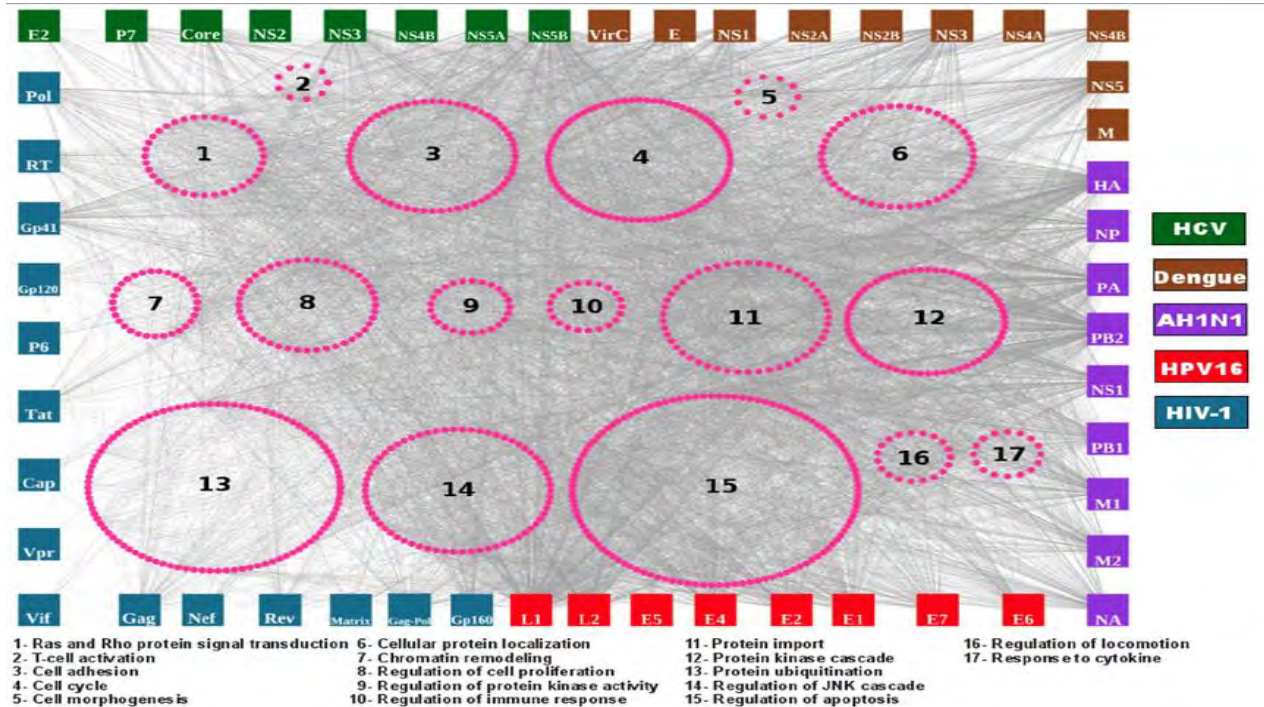 E2 P7 Core NS2 NS3 NS4B NS5A NS5B VirC E NS1 NS2A NS2B NS3 NS4A NS4B
Pol 2 5 NS5
M
RT 1 3 4 6
HA
Gp41 NP
HCV
Gp120 PA Dengue
7 8 9 10 11 12
P6 PB2 AH1N1
NS1 HPV16
Tat HIV-1
PB1
16 17
Cap 13 14 15 M1
Vpr M2
Vif Gag Nef Rev Matrix Gag-Pol Gp160 L1 L2 E5 E4 E2 E1 E7 E6 NA
1- Ras and Rho protein signal transduction
2- T-cell activation
3- Cell adhesion
4- Cell cycle
5- Cell morphogenesis
6- Cellular protein localization
7- Chromatin remodeling
8- Regulation of cell proliferation
9- Regulation of protein kinase activity
10- Regulation of immune response
11- Protein import
12- Protein kinase cascade
13- Protein ubiquitination
14- Regulation of JNK cascade
15- Regulation of apoptosis
16- Regulation of locomotion
17- Response to cytokine